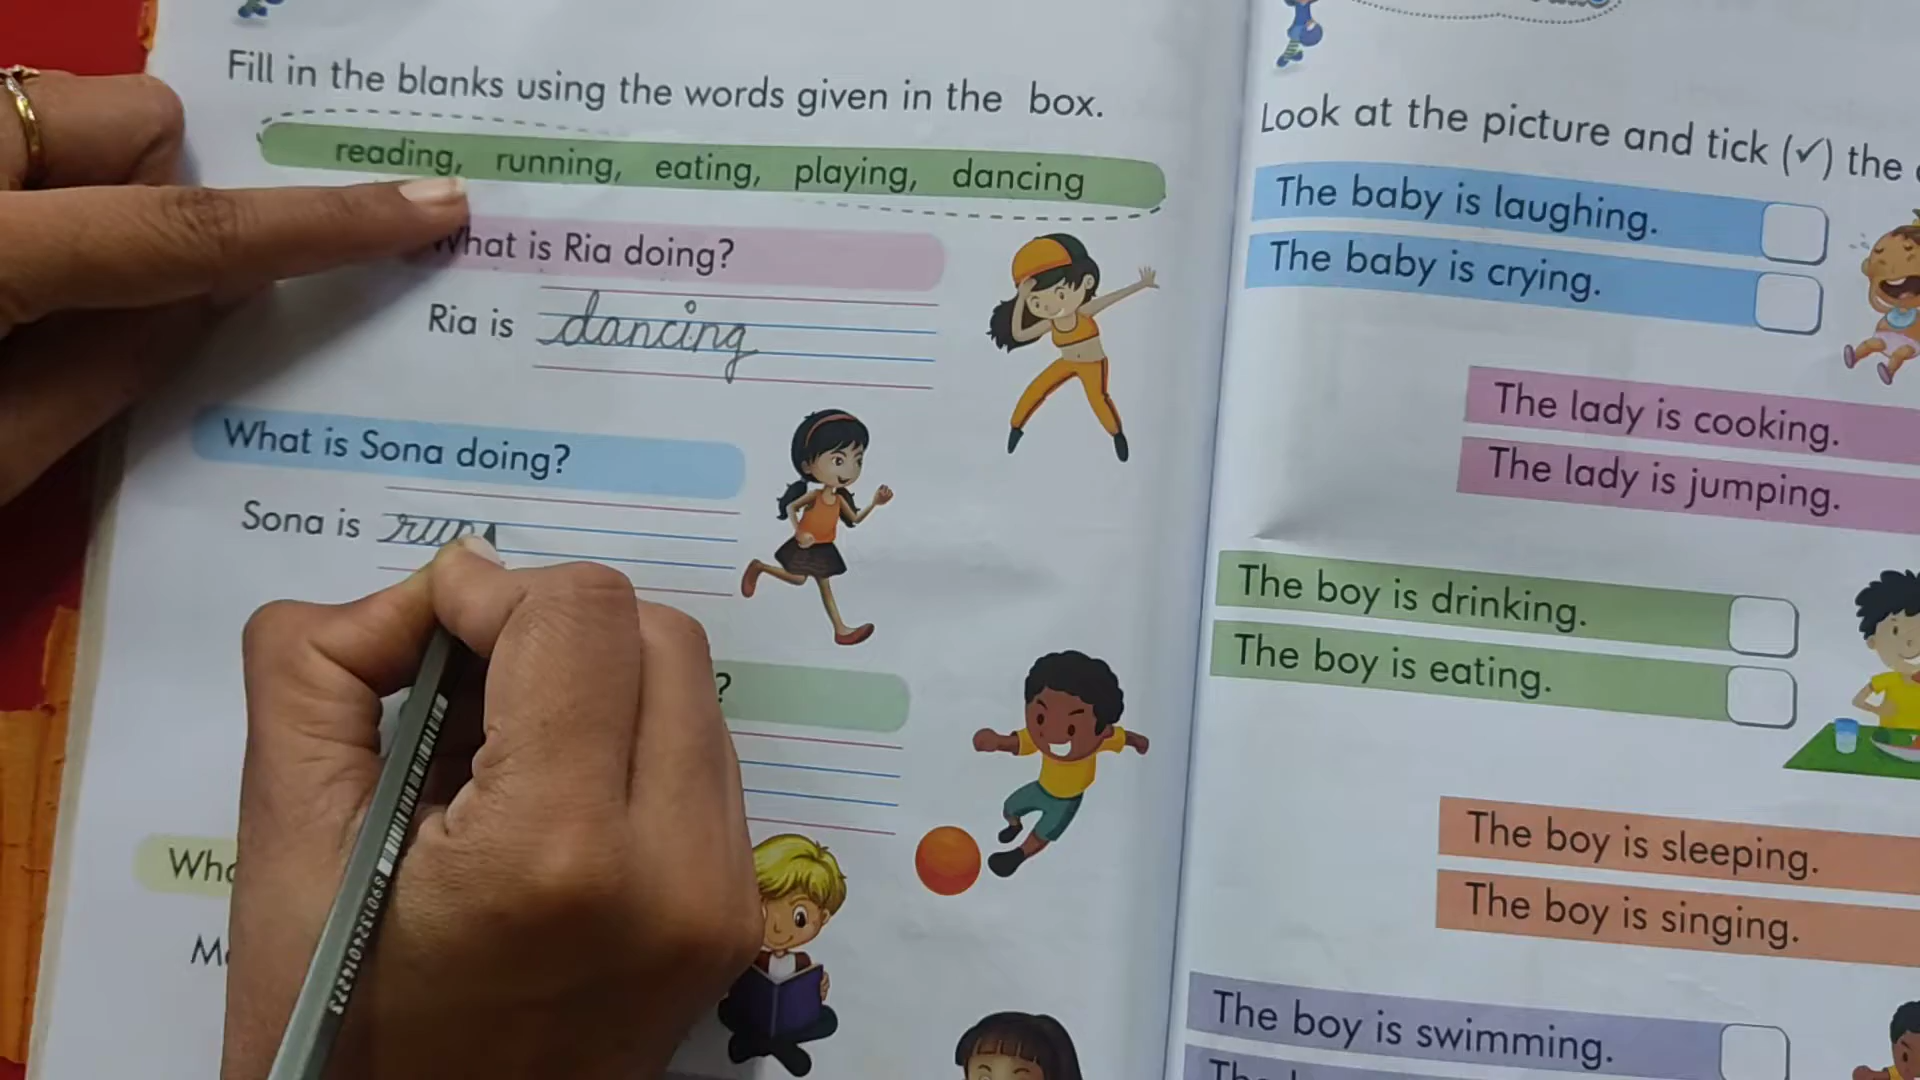 Fill in the blanks using the words given in the box.
reading, running, eating, playing, dancing
What is Ria doing?
Ria is dancing
What is Sona doing?
Sona is run
?
Look at the picture and tick (✓) the
The baby is laughing.
The baby is crying.
The lady is cooking.
The lady is jumping.
The boy is drinking.
The boy is eating.
The boy is sleeping.
The boy is singing.
The boy is swimming.
8901324014273